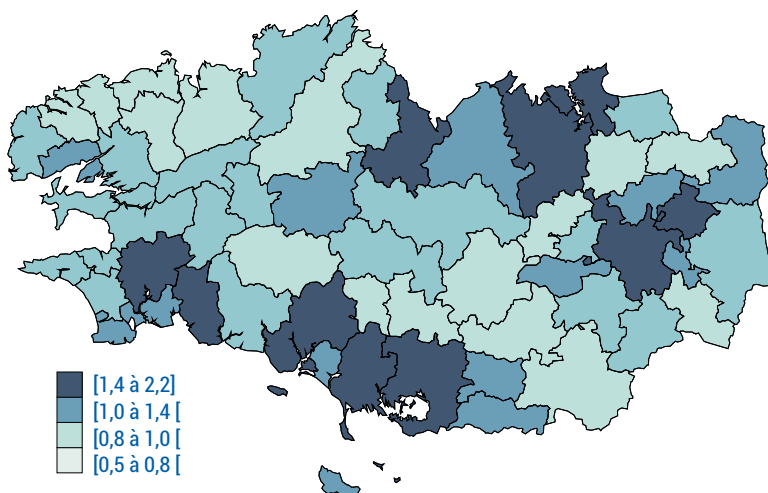 [1,4 à 2,2]
[1,0 à 1,4 [
[0,8 à 1,0 [
[0,5 à 0,8 [